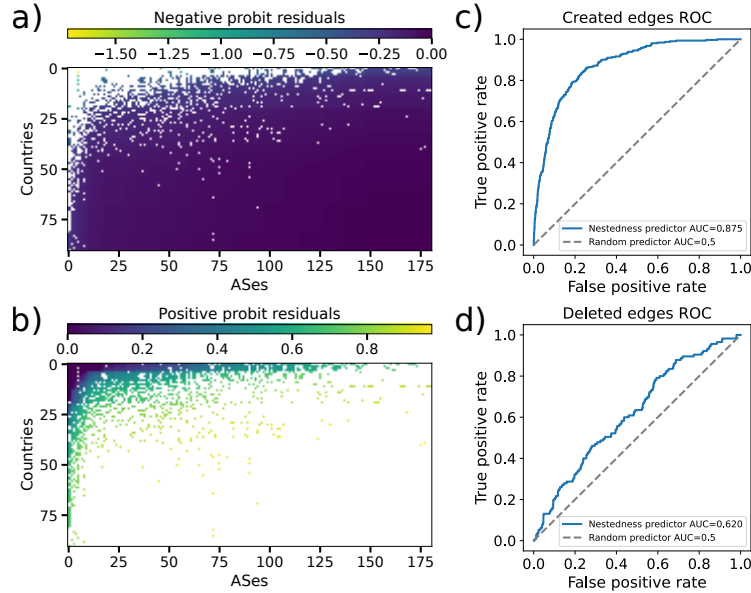 a)
Negative probit residuals
−1.75 −1.50 −1.25 −1.00 −0.75 −0.50 −0.25 0.00
0
25
50
75
Countries
0 25 50 75 100 125 150 175
ASes
b)
Positive probit residuals
0.0 0.2 0.4 0.6 0.8
0
25
50
75
Countries
0 25 50 75 100 125 150 175
ASes
c)
Created edges ROC
1.0
0.8
0.6
0.4
0.2
0.0
True positive rate
Nestedness predictor AUC=0.875
Random predictor AUC=0,5
0.0 0.2 0.4 0.6 0.8 1.0
False positive rate
d)
Deleted edges ROC
1.0
0.8
0.6
0.4
0.2
0.0
True positive rate
Nestedness predictor AUC=0,620
Random predictor AUC=0.5
0.0 0.2 0.4 0.6 0.8 1.0
False positive rate